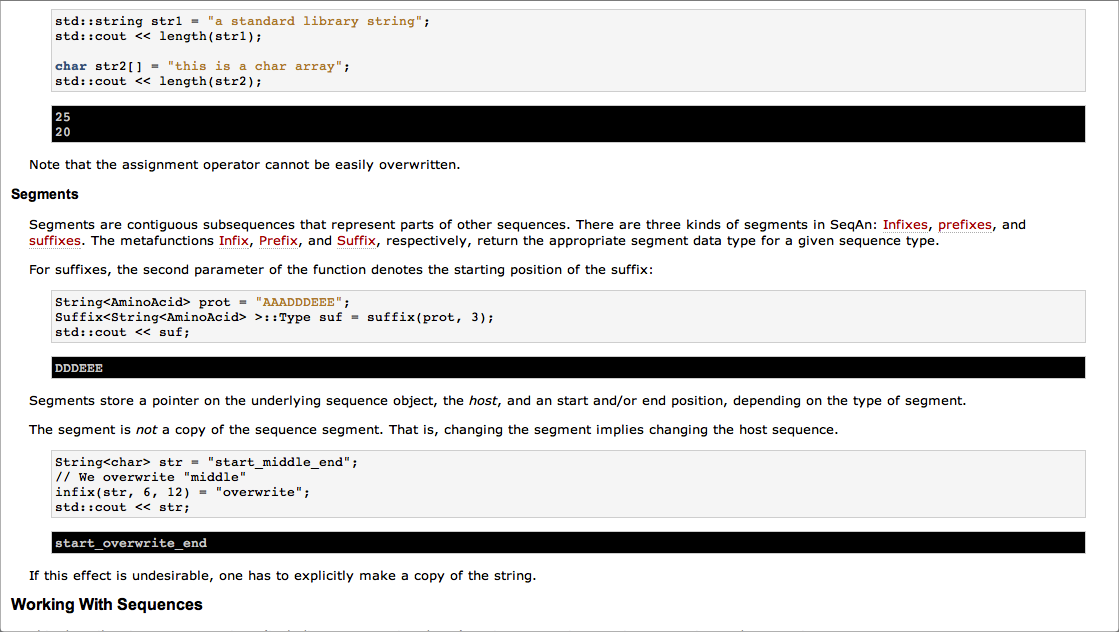 std::string str1 = "a standard library string";
std::cout << length(str1);
char str2[] = "this is a char array";
std::cout << length(str2);
25
20
Note that the assignment operator cannot be easily overwritten.
Segments
Segments are contiguous subsequences that represent parts of other sequences. There are three kinds of segments in SeqAn: Infixes, prefixes, and
suffixes. The metafunctions Infix, Prefix, and Suffix, respectively, return the appropriate segment data type for a given sequence type.
For suffixes, the second parameter of the function denotes the starting position of the suffix:
String<AminoAcid> prot = "AAADDDEEE";
Suffix<String<AminoAcid> >::Type suf = suffix(prot, 3);
std::cout << suf;
DDDEEE
Segments store a pointer on the underlying sequence object, the host, and an start and/or end position, depending on the type of segment.
The segment is not a copy of the sequence segment. That is, changing the segment implies changing the host sequence.
String<char> str = "start_middle_end";
// We overwrite "middle"
infix(str, 6, 12) = "overwrite";
std::cout << str;
start_overwrite_end
If this effect is undesirable, one has to explicitly make a copy of the string.
Working With Sequences